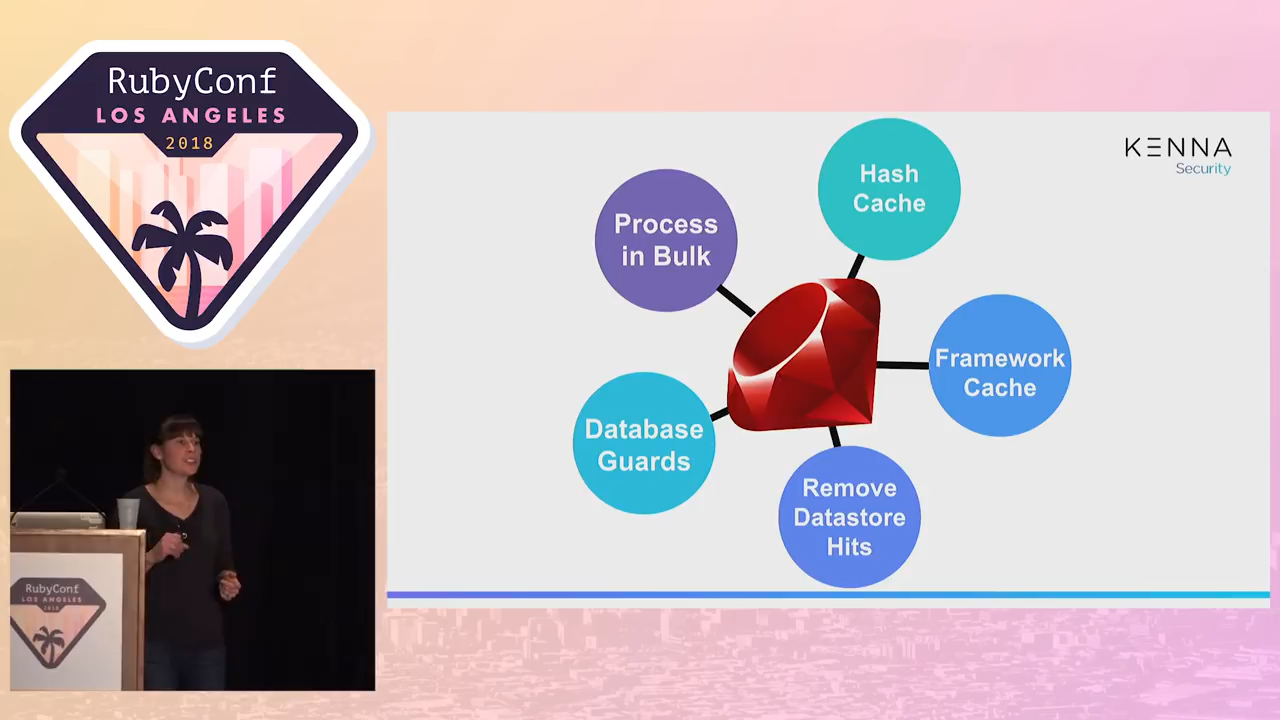 RubyConf
LOS ANGELES
2018
KENNA
Security
Hash
Cache
Process
in Bulk
Framework
Cache
Database
Guards
Remove
Datastore
Hits
RubyConf
LOS ANGELES
2018